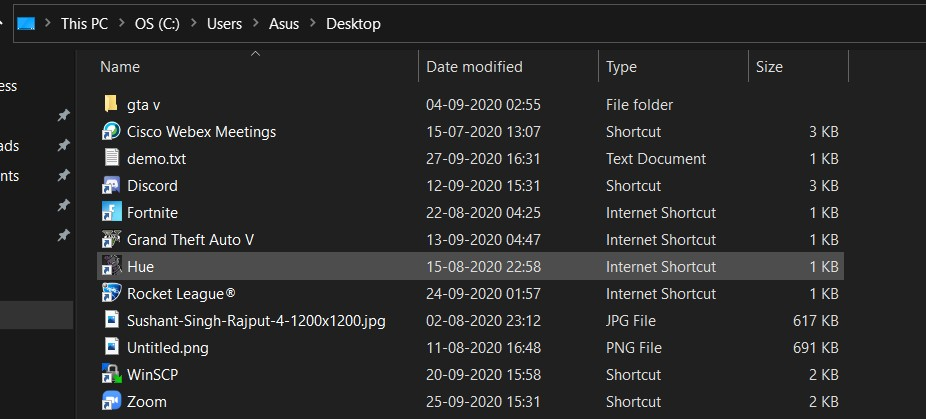 This PC > OS (C:) > Users > Asus > Desktop
Name Date modified Type Size
ess
gta v 04-09-2020 02:55 File folder
Cisco Webex Meetings 15-07-2020 13:07 Shortcut 3 KB
ads demo.txt 27-09-2020 16:31 Text Document 1 KB
nts Discord 12-09-2020 15:31 Shortcut 3 KB
Fortnite 22-08-2020 04:25 Internet Shortcut 1 KB
Grand Theft Auto V 13-09-2020 04:47 Internet Shortcut 1 KB
Hue 15-08-2020 22:58 Internet Shortcut 1 KB
Rocket League® 24-09-2020 01:57 Internet Shortcut 1 KB
Sushant-Singh-Rajput-4-1200x1200.jpg 02-08-2020 23:12 JPG File 617 KB
Untitled.png 11-08-2020 16:48 PNG File 691 KB
WinSCP 20-09-2020 15:58 Shortcut 2 KB
Zoom 25-09-2020 15:31 Shortcut 2 KB